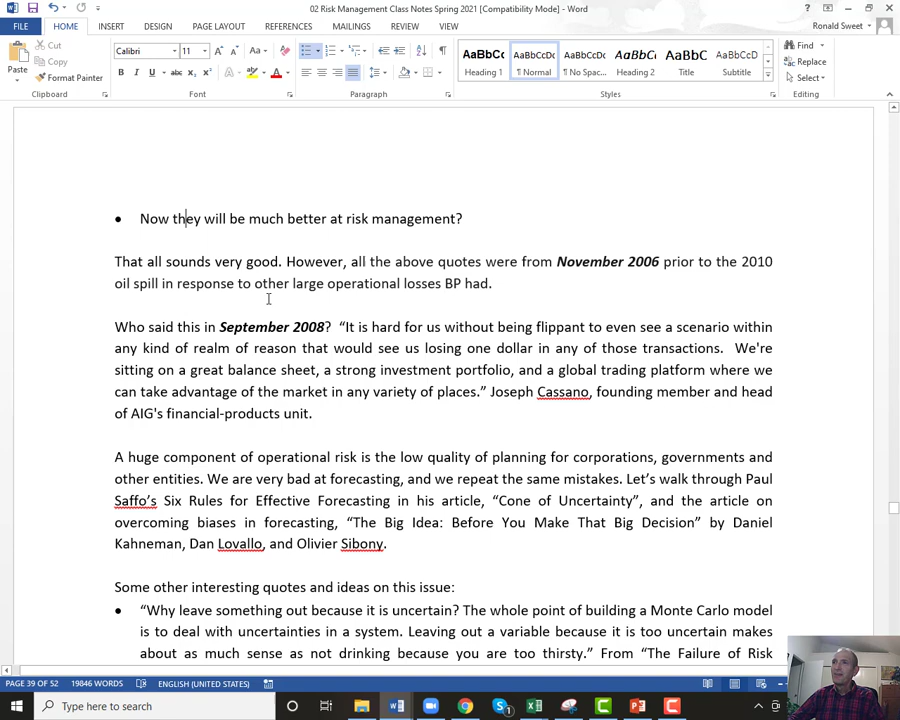 02 Risk Management Class Notes Spring 2021 [Compatibility Mode] - Word
FILE HOME INSERT DESIGN PAGE LAYOUT REFERENCES MAILINGS REVIEW VIEW Ronald Sweet
Paste
Cut
Copy
Format Painter
Clipboard
Calibri 11
Font
Paragraph
AaBbCc AaBbCcDc AaBbCcDc AaBbCc AaBbC AaBbCcD
Heading 1 ¶ Normal ¶ No Spac... Heading 2 Title Subtitle
Styles
Find
Replace
Select
Editing
• Now they will be much better at risk management?
That all sounds very good. However, all the above quotes were from November 2006 prior to the 2010
oil spill in response to other large operational losses BP had.
Who said this in September 2008? “It is hard for us without being flippant to even see a scenario within
any kind of realm of reason that would see us losing one dollar in any of those transactions. We're
sitting on a great balance sheet, a strong investment portfolio, and a global trading platform where we
can take advantage of the market in any variety of places.” Joseph Cassano, founding member and head
of AIG's financial-products unit.
A huge component of operational risk is the low quality of planning for corporations, governments and
other entities. We are very bad at forecasting, and we repeat the same mistakes. Let’s walk through Paul
Saffo’s Six Rules for Effective Forecasting in his article, “Cone of Uncertainty”, and the article on
overcoming biases in forecasting, “The Big Idea: Before You Make That Big Decision” by Daniel
Kahneman, Dan Lovallo, and Olivier Sibony.
Some other interesting quotes and ideas on this issue:
• “Why leave something out because it is uncertain? The whole point of building a Monte Carlo model
is to deal with uncertainties in a system. Leaving out a variable because it is too uncertain makes
about as much sense as not drinking because you are too thirsty.” From “The Failure of Risk
PAGE 39 OF 52 19846 WORDS ENGLISH (UNITED STATES)
Type here to search